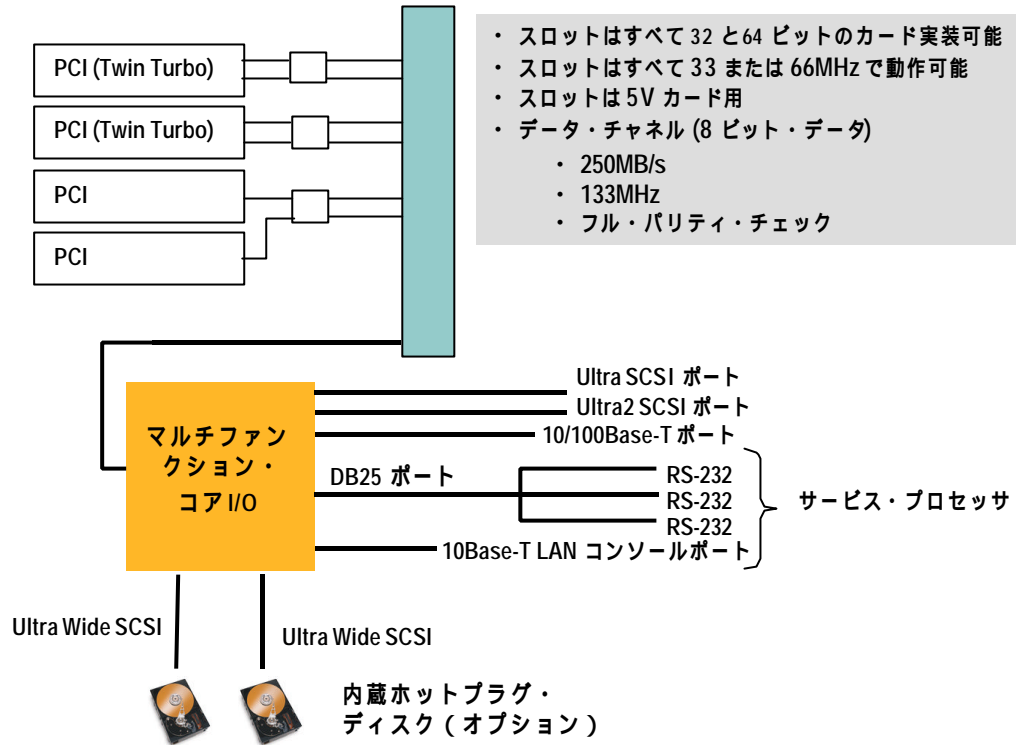 PCI (Twin Turbo)
PCI (Twin Turbo)
PCI
PCI
・ スロットはすべて 32 と64 ビットのカード実装可能
・ スロットはすべて 33 または 66MHz で動作可能
・ スロットは 5V カード用
・ データ・チャネル (8 ビット・データ)
・ 250MB/s
・ 133MHz
・ フル・パリティ・チェック
マルチファン
クション・
コア I/O
Ultra SCSI ポート
Ultra2 SCSI ポート
10/100Base-T ポート
DB25 ポート
RS-232
RS-232
RS-232
10Base-T LAN コンソールポート
サービス・プロセッサ
Ultra Wide SCSI
Ultra Wide SCSI
内蔵ホットプラグ・
ディスク ( オプション )